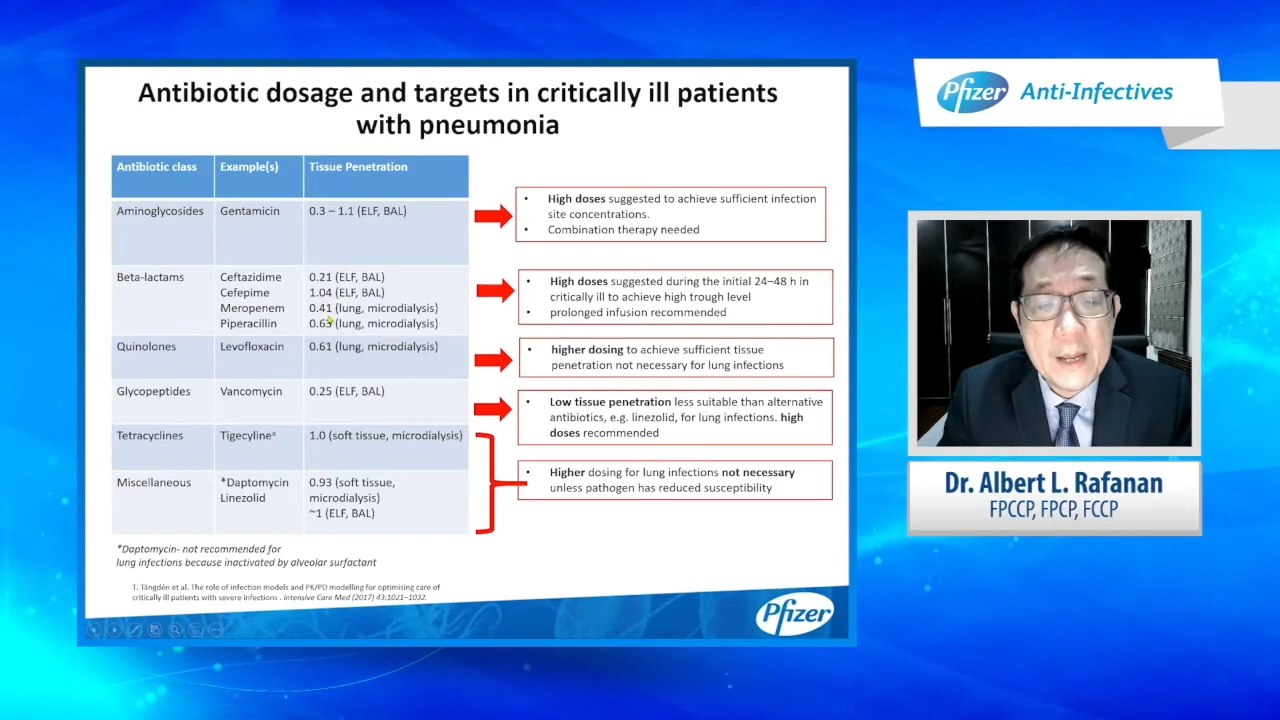 Antibiotic dosage and targets in critically ill patients
with pneumonia
Antibiotic class Example(s) Tissue Penetration
Aminoglycosides Gentamicin 0.3 – 1.1 (ELF, BAL)
Beta-lactams Ceftazidime 0.21 (ELF, BAL)
Cefepime 1.04 (ELF, BAL)
Meropenem 0.41 (lung, microdialysis)
Piperacillin 0.63 (lung, microdialysis)
Quinolones Levofloxacin 0.61 (lung, microdialysis)
Glycopeptides Vancomycin 0.25 (ELF, BAL)
Tetracyclines Tigecylineᵃ 1.0 (soft tissue, microdialysis)
Miscellaneous *Daptomycin 0.93 (soft tissue,
Linezolid microdialysis)
~1 (ELF, BAL)
• High doses suggested to achieve sufficient infection
site concentrations.
• Combination therapy needed
• High doses suggested during the initial 24–48 h in
critically ill to achieve high trough level
• prolonged infusion recommended
• higher dosing to achieve sufficient tissue
penetration not necessary for lung infections
• Low tissue penetration less suitable than alternative
antibiotics, e.g. linezolid, for lung infections. high
doses recommended
• Higher dosing for lung infections not necessary
unless pathogen has reduced susceptibility
*Daptomycin- not recommended for
lung infections because inactivated by alveolar surfactant
T. Tängdén et al. The role of infection models and PK/PD modelling for optimising care of
critically ill patients with severe infections . Intensive Care Med (2017) 43:1021–1032.
Pfizer
Pfizer Anti-Infectives
Dr. Albert L. Rafanan
FPCCP, FPCP, FCCP